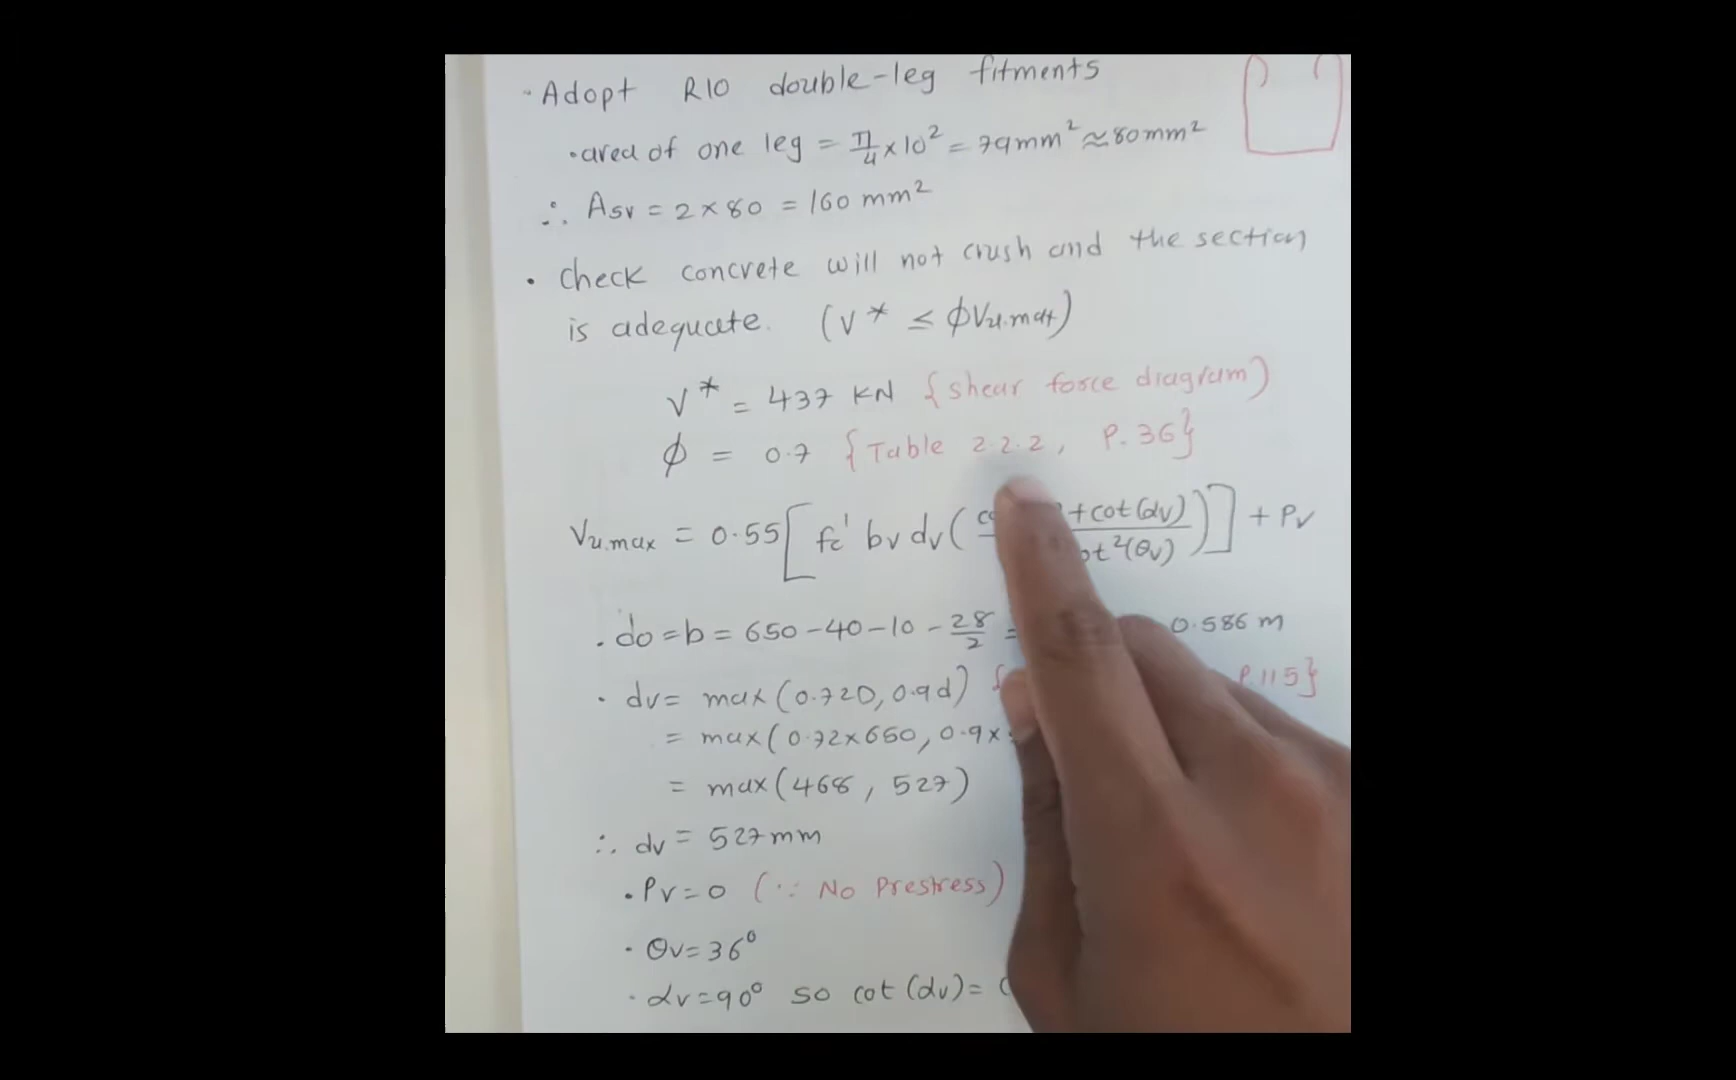 · Adopt R10 double-leg fitments
· area of one leg = π/4 × 10² = 79mm² ≈ 80mm²
∴ Asv = 2 × 80 = 160 mm²
· Check concrete will not crush and the section
is adequate. (V* ≤ ϕVu.max)
V* = 437 KN {shear force diagram}
ϕ = 0.7 {Table 2.2.2, P.36}
Vu.max = 0.55[fc' bv dv( +cot(αv) / cot²(θv))] + Pv
· do = b = 650 - 40 - 10 - 28/2 = 0.586 m
· dv = max(0.72D, 0.9d) { P.115}
= max(0.72×650, 0.9×
= max(468, 527)
∴ dv = 527mm
· Pv = 0 (∵ No Prestress)
· θv = 36°
· αv = 90° so cot(αv) =